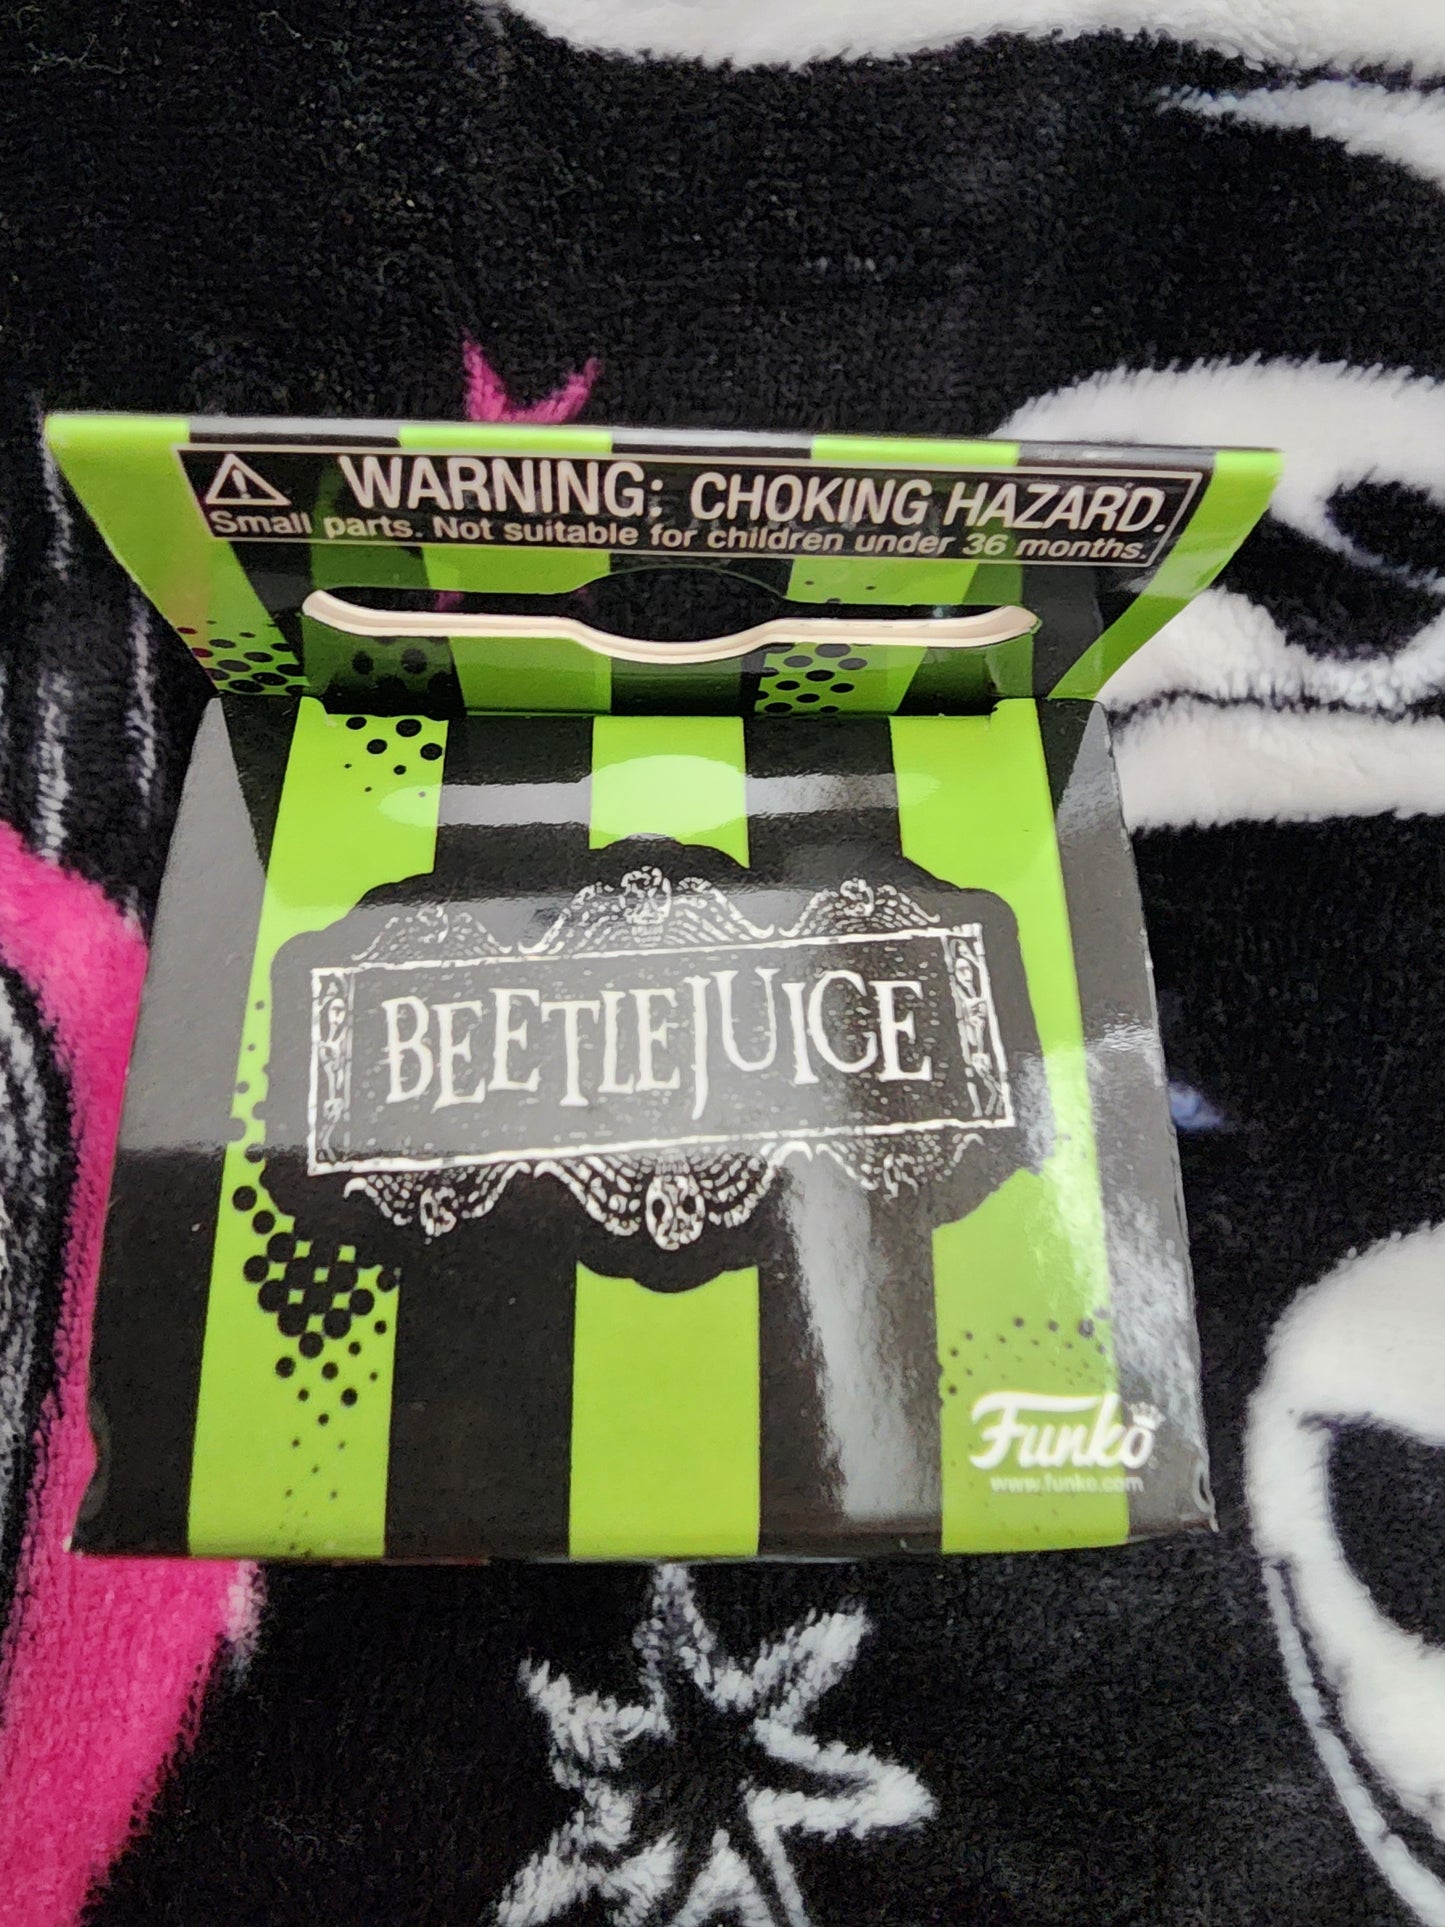 WARNING: CHOKING HAZARD.
Small parts. Not suitable for children under 36 months.
BEETLEJUICE
Funko
www.funko.com